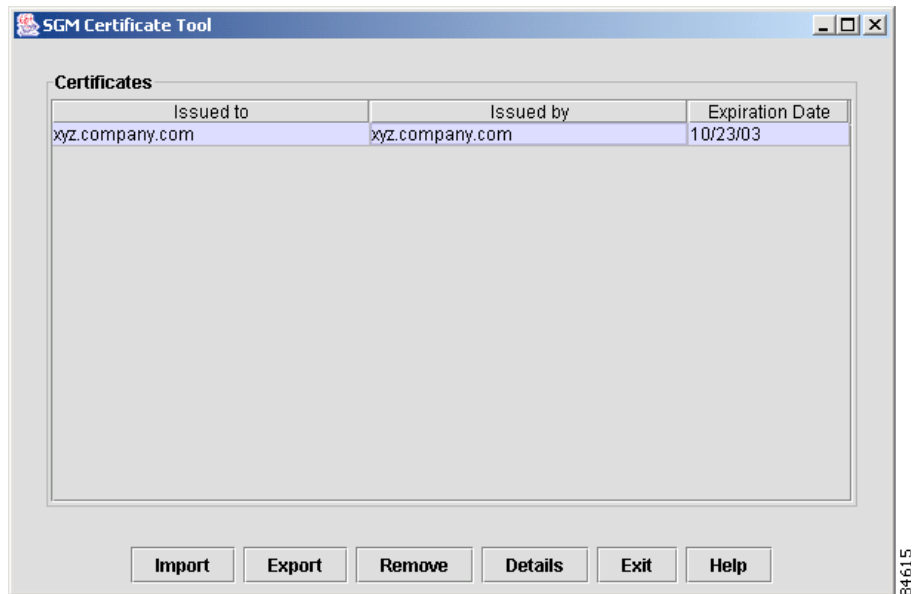 SGM Certificate Tool
Certificates
Issued to Issued by Expiration Date
xyz.company.com xyz.company.com 10/23/03
Import Export Remove Details Exit Help
84615